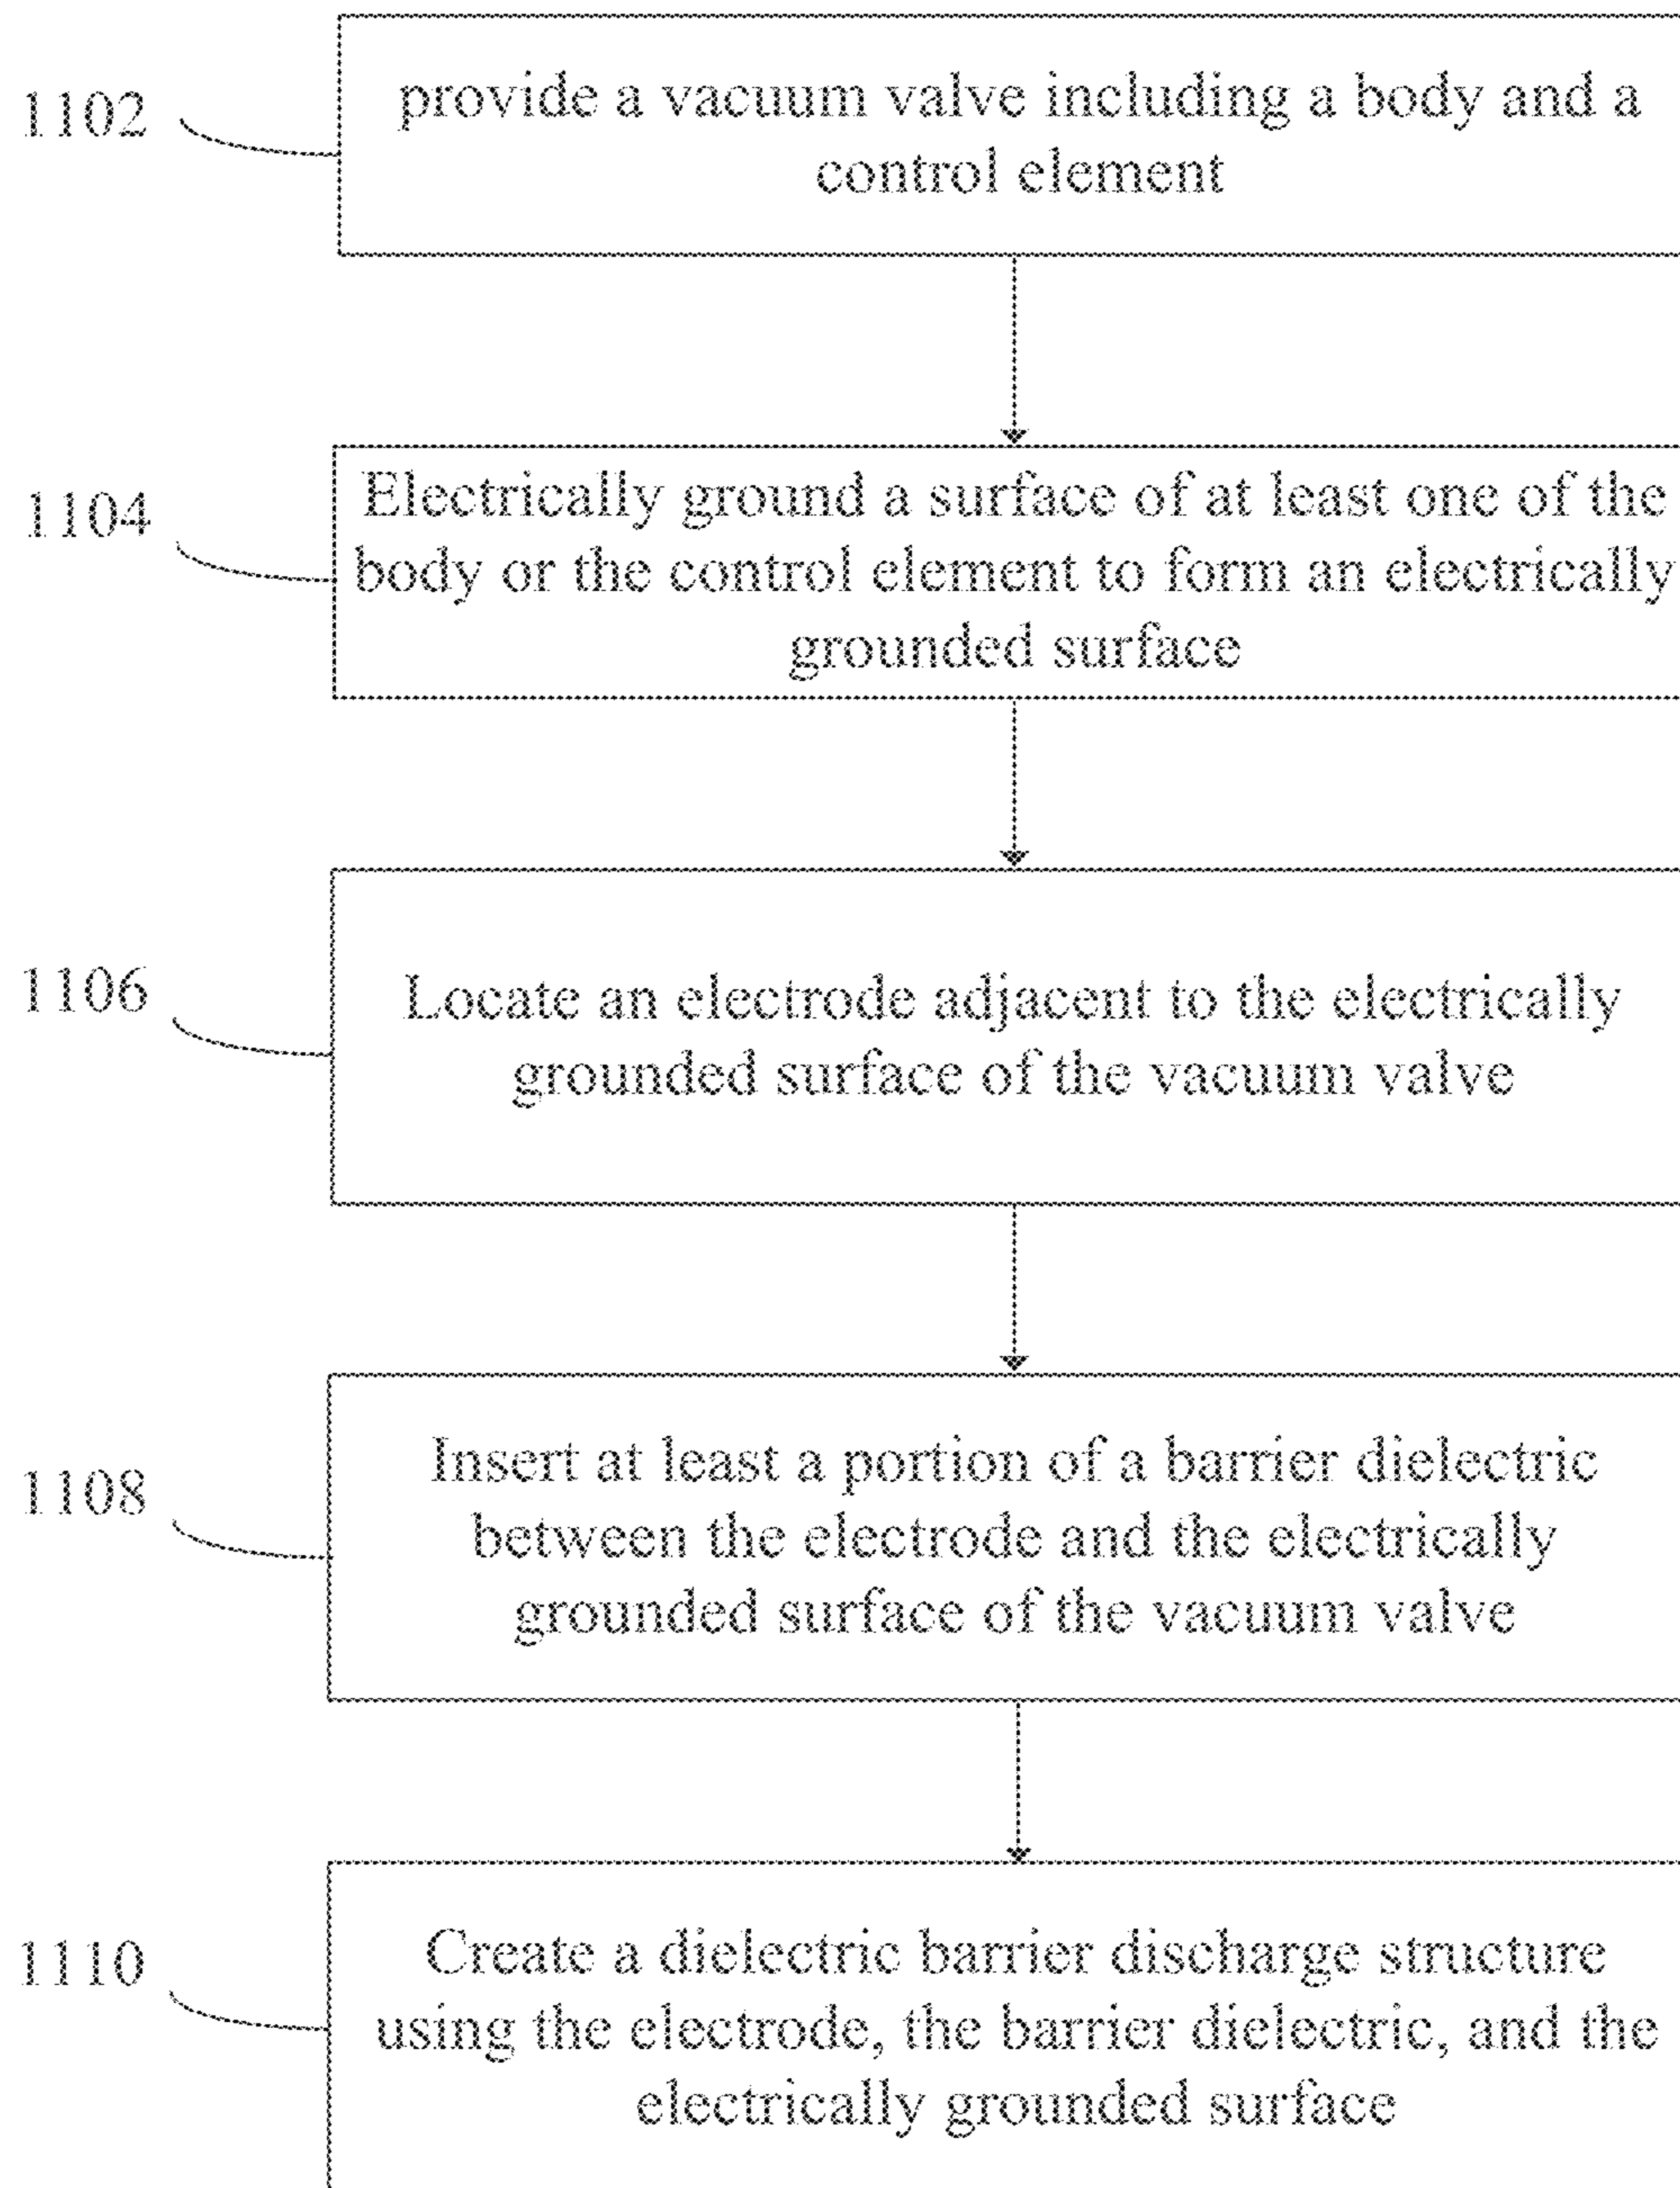 1102
provide a vacuum valve including a body and a
control element
1104
Electrically ground a surface of at least one of the
body or the control element to form an electrically
grounded surface
1106
Locate an electrode adjacent to the electrically
grounded surface of the vacuum valve
1108
Insert at least a portion of a barrier dielectric
between the electrode and the electrically
grounded surface of the vacuum valve
1110
Create a dielectric barrier discharge structure
using the electrode, the barrier dielectric, and the
electrically grounded surface